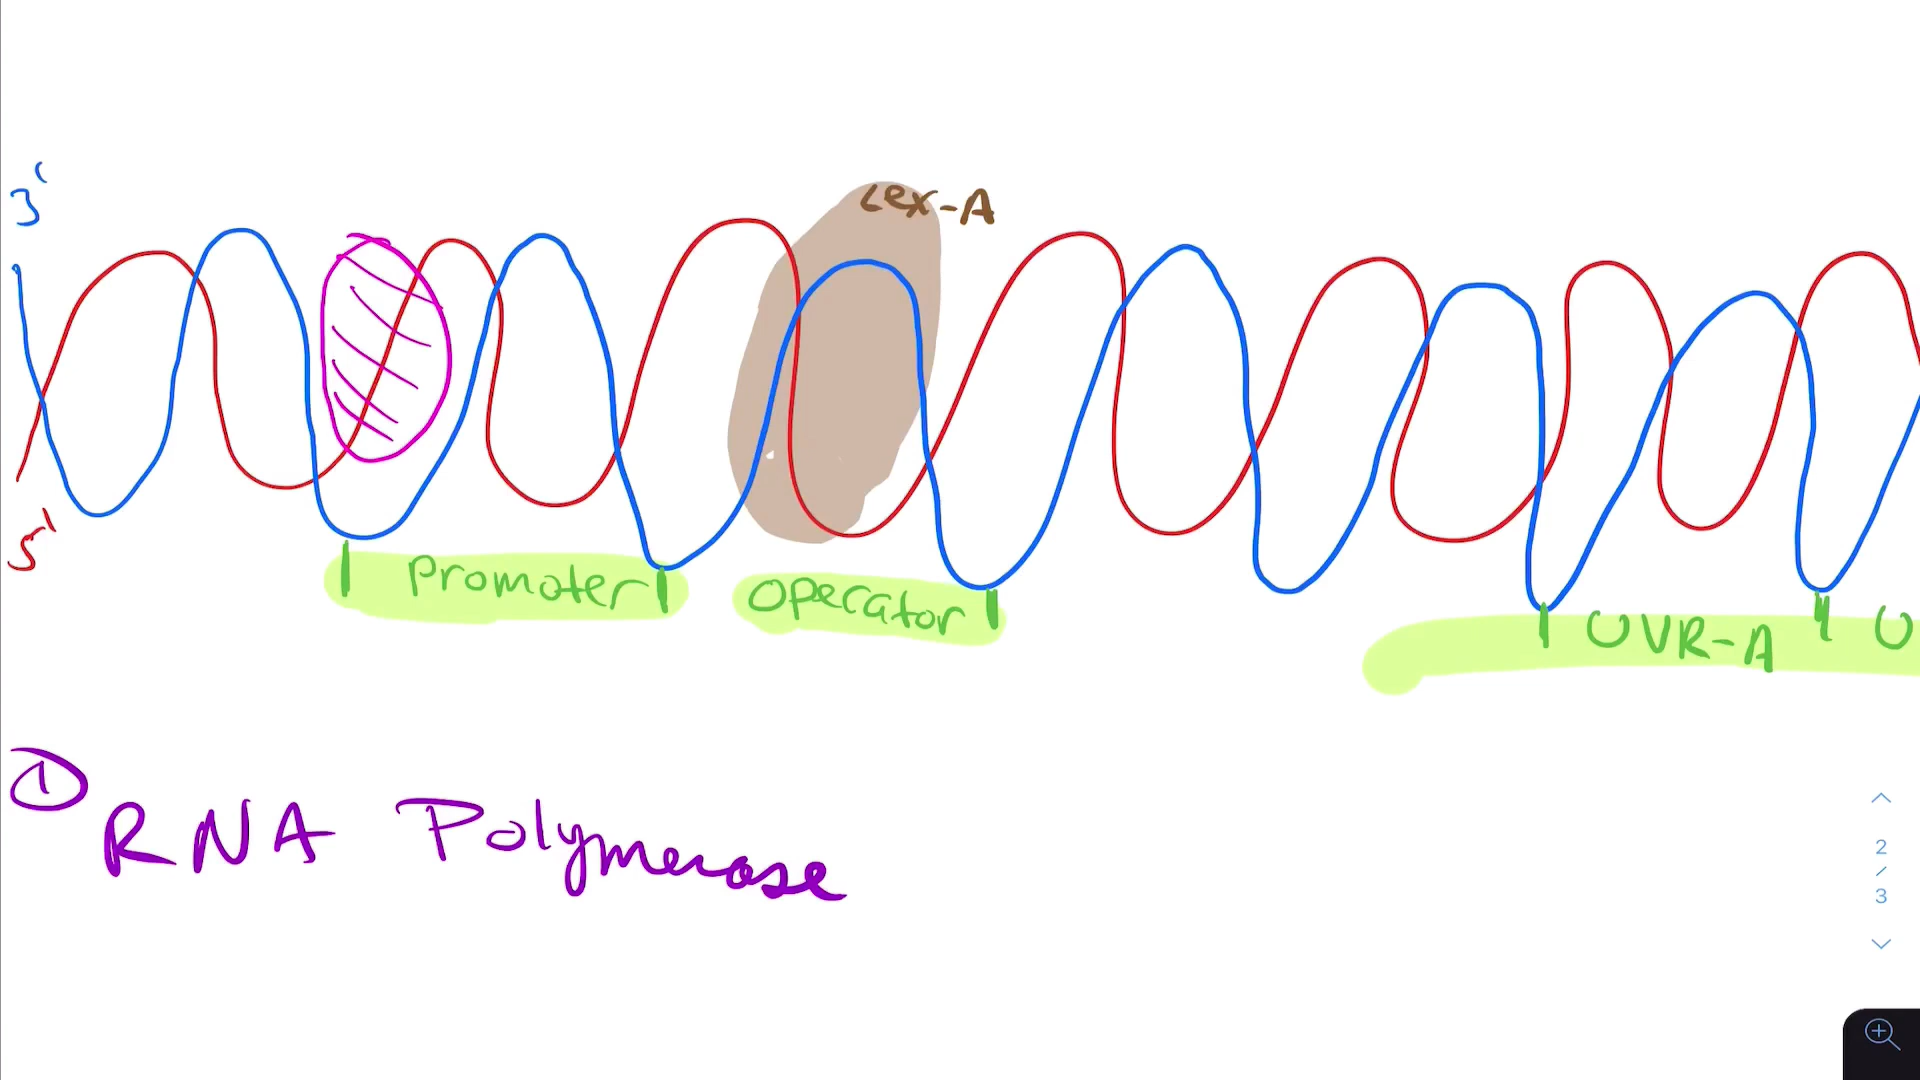 3'
Lex-A
5'
Promoter
Operator
UVR-A
U
① RNA Polymerase
2
/
3